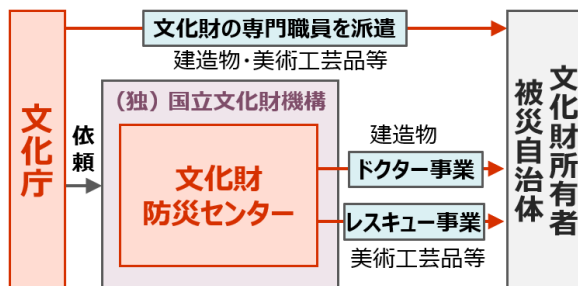 文化財の専門職員を派遣
建造物・美術工芸品等
文化庁
依頼
（独）国立文化財機構
文化財
防災センター
建造物
ドクター事業
レスキュー事業
美術工芸品等
文化財所有者
被災自治体